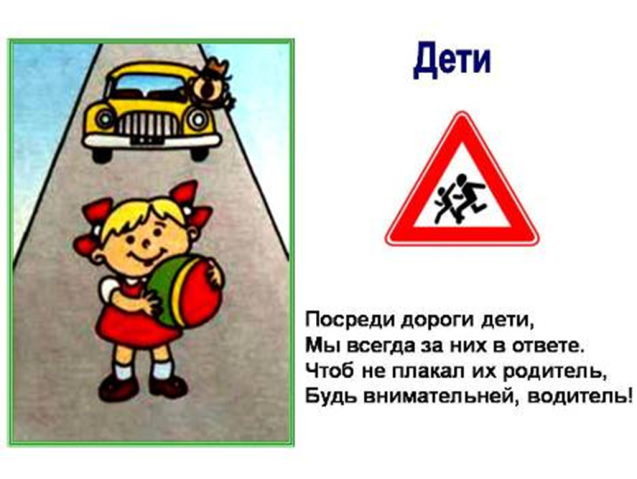 Дети
Посреди дороги дети,
Мы всегда за них в ответе.
Чтоб не плакал их родитель,
Будь внимательней, водитель!